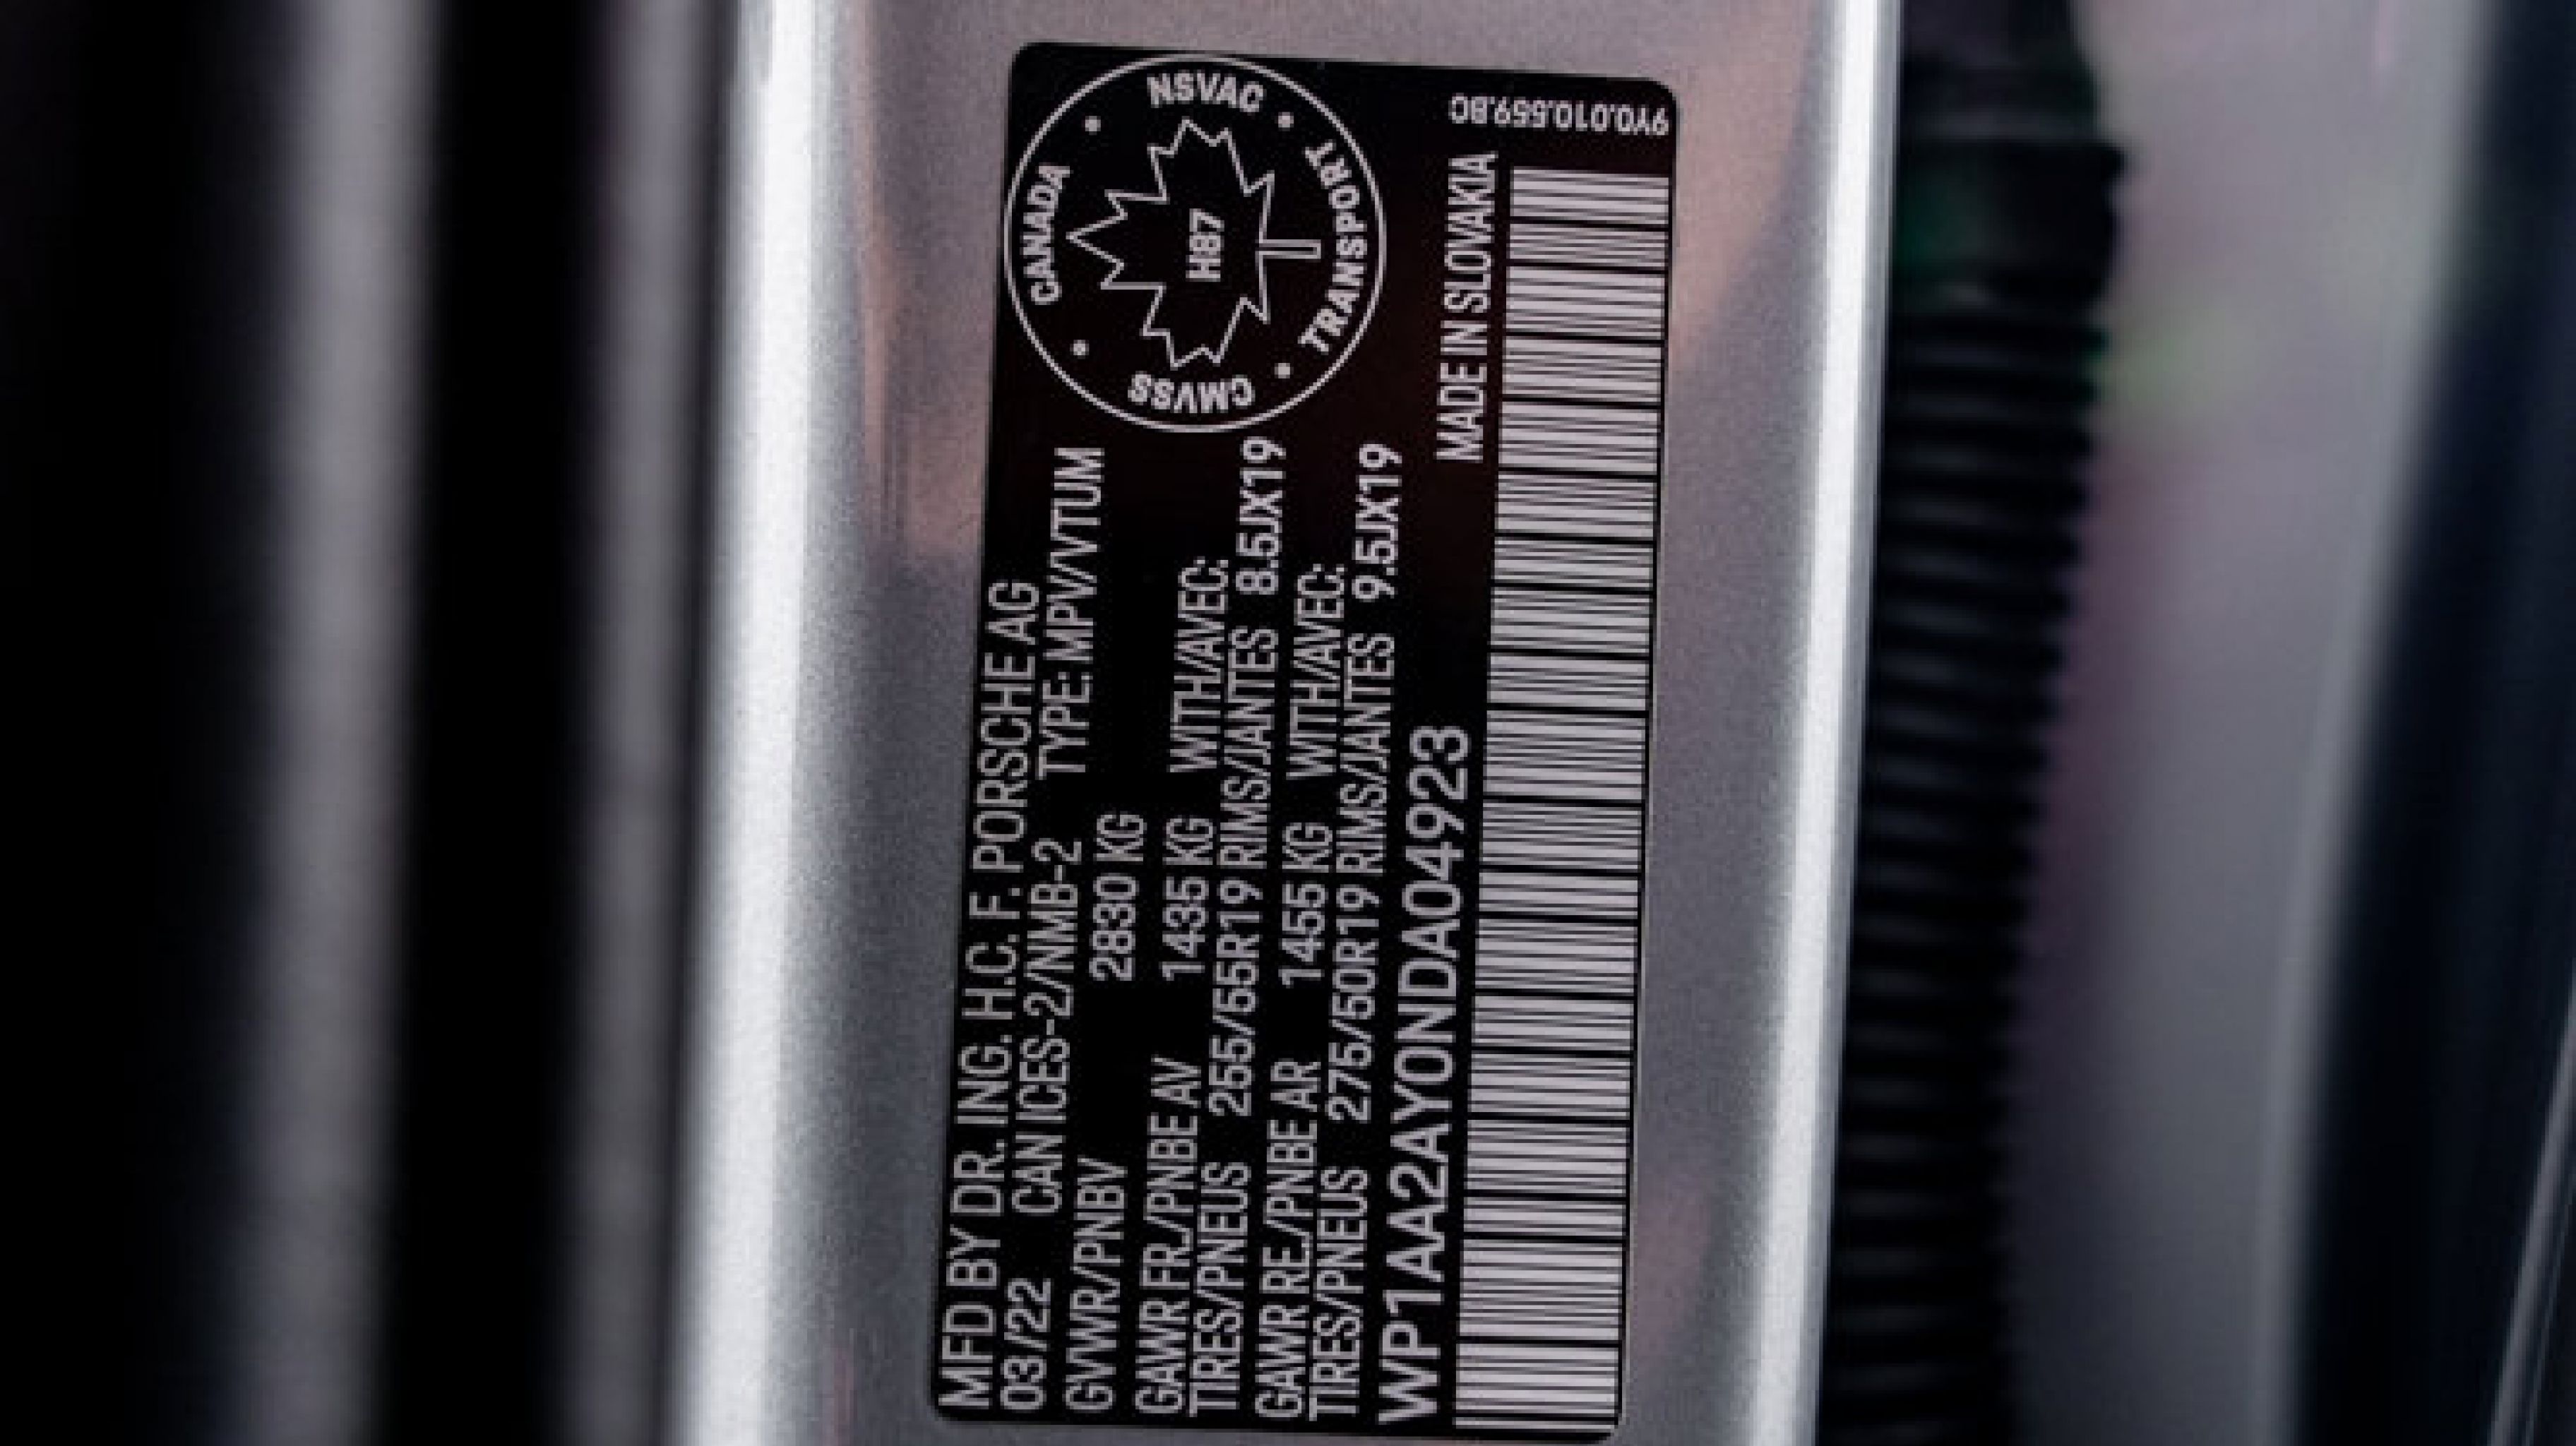 MFD BY DR. ING. H.C. F. PORSCHE AG
03/22 CAN ICES-2/NMB-2 TYPE: MPV/VTUM
GVWR/PNBV 2830 KG
GAWR FR./PNBE AV 1435 KG WITH/AVEC:
TIRES/PNEUS 255/55R19 RIMS/JANTES 8.5JX19
GAWR RE./PNBE AR 1455 KG WITH/AVEC:
TIRES/PNEUS 275/50R19 RIMS/JANTES 9.5JX19
WP1AA2AY0NDA04923
MADE IN SLOVAKIA
CANADA
NSVAC
TRANSPORT
CMVSS
H87
9Y0.010.559.BC